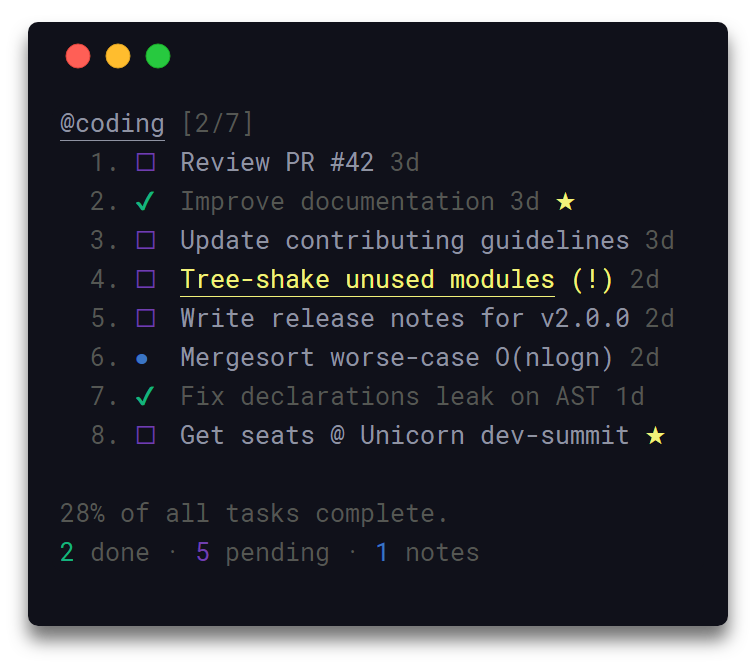 @coding [2/7]
1. ☐ Review PR #42 3d
2. ✔ Improve documentation 3d ★
3. ☐ Update contributing guidelines 3d
4. ☐ Tree-shake unused modules (!) 2d
5. ☐ Write release notes for v2.0.0 2d
6. ● Mergesort worse-case O(nlogn) 2d
7. ✔ Fix declarations leak on AST 1d
8. ☐ Get seats @ Unicorn dev-summit ★
28% of all tasks complete.
2 done · 5 pending · 1 notes